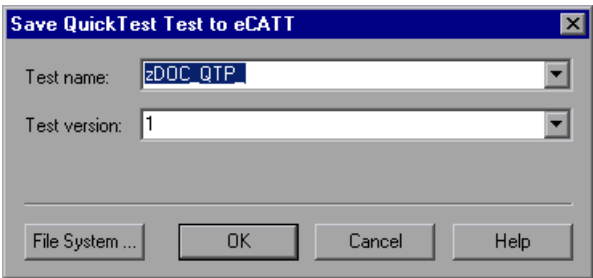 Save QuickTest Test to eCATT
Test name: zDOC_QTP_
Test version: 1
File System ... OK Cancel Help